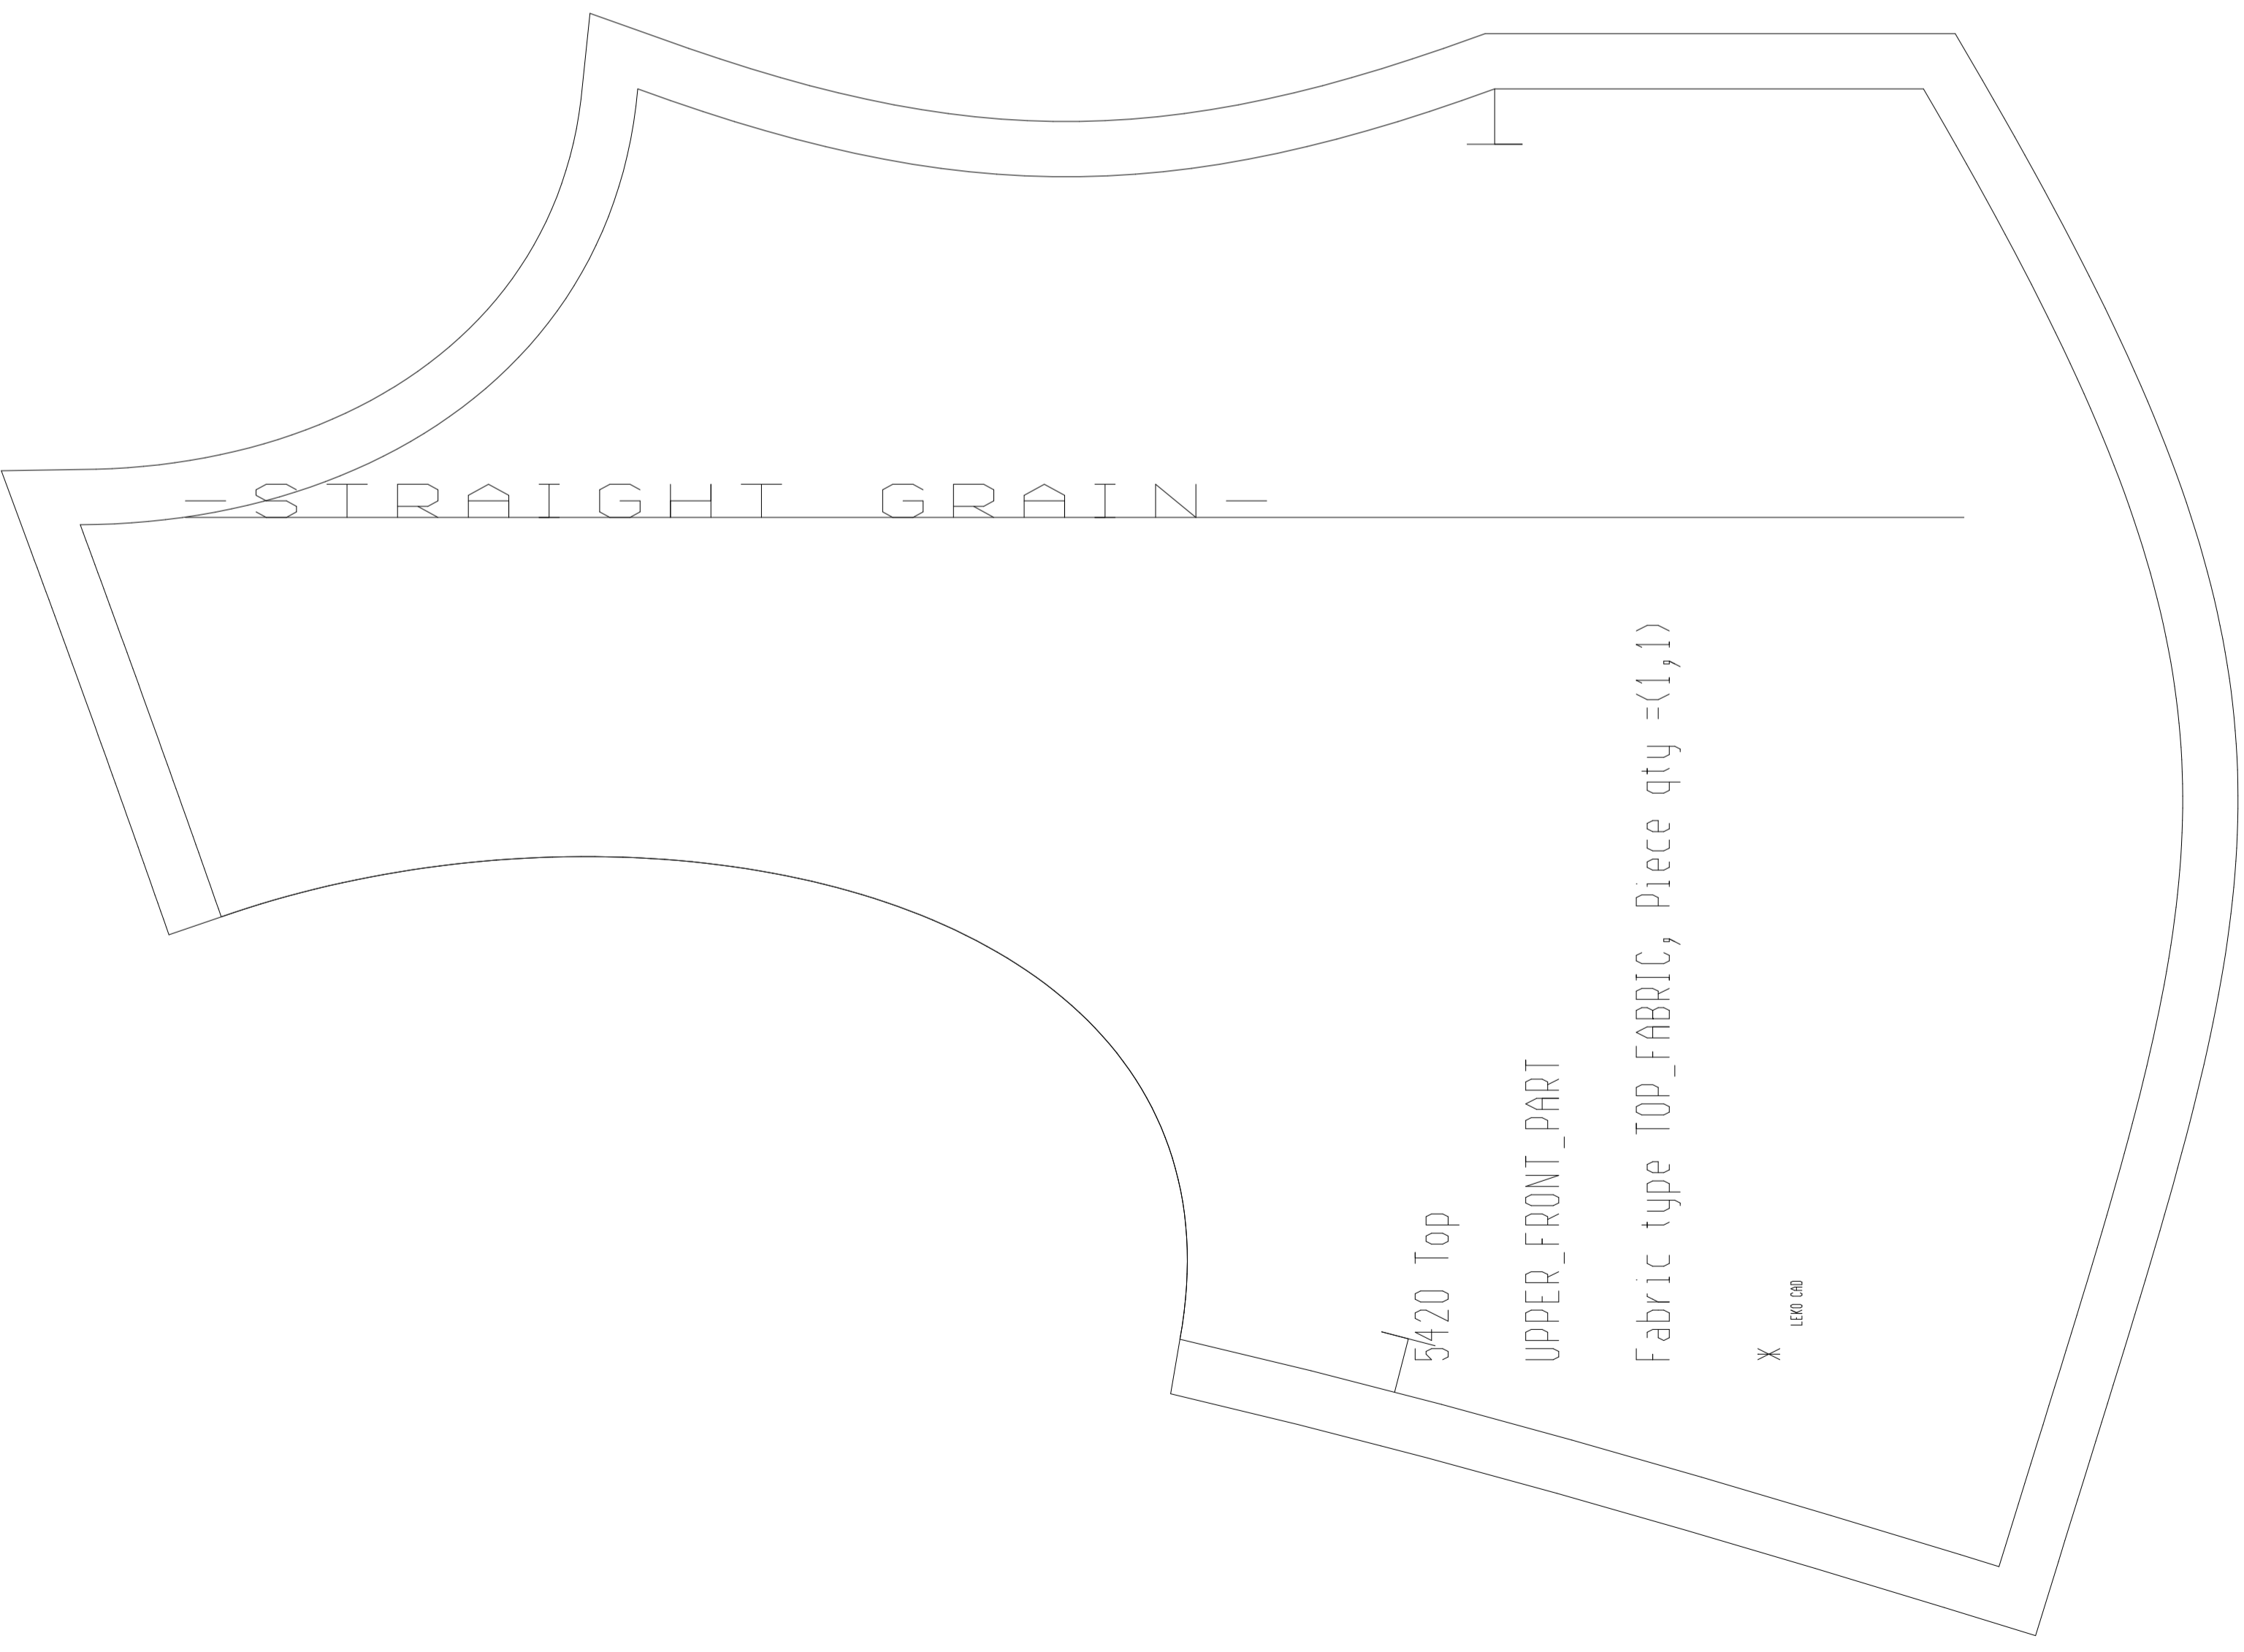 -STRAIGHT GRAIN-
5420 Top
UPPER_FRONT_PART
Fabric type TOP_FABRIC, piece qty =(1,1)
* LEKO CAD